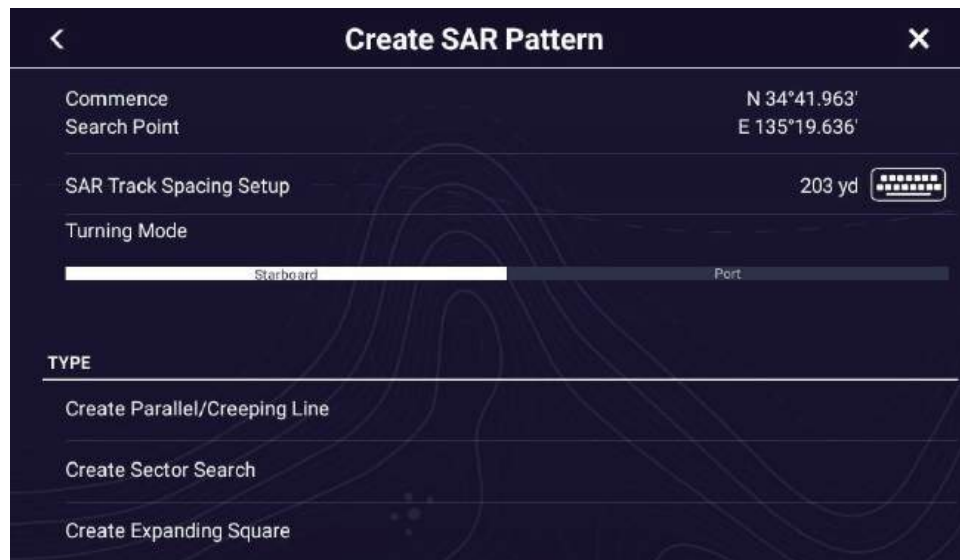 Create SAR Pattern
Commence
Search Point
N 34°41.963'
E 135°19.636'
SAR Track Spacing Setup
203 yd
Turning Mode
Starboard
Port
TYPE
Create Parallel/Creeping Line
Create Sector Search
Create Expanding Square